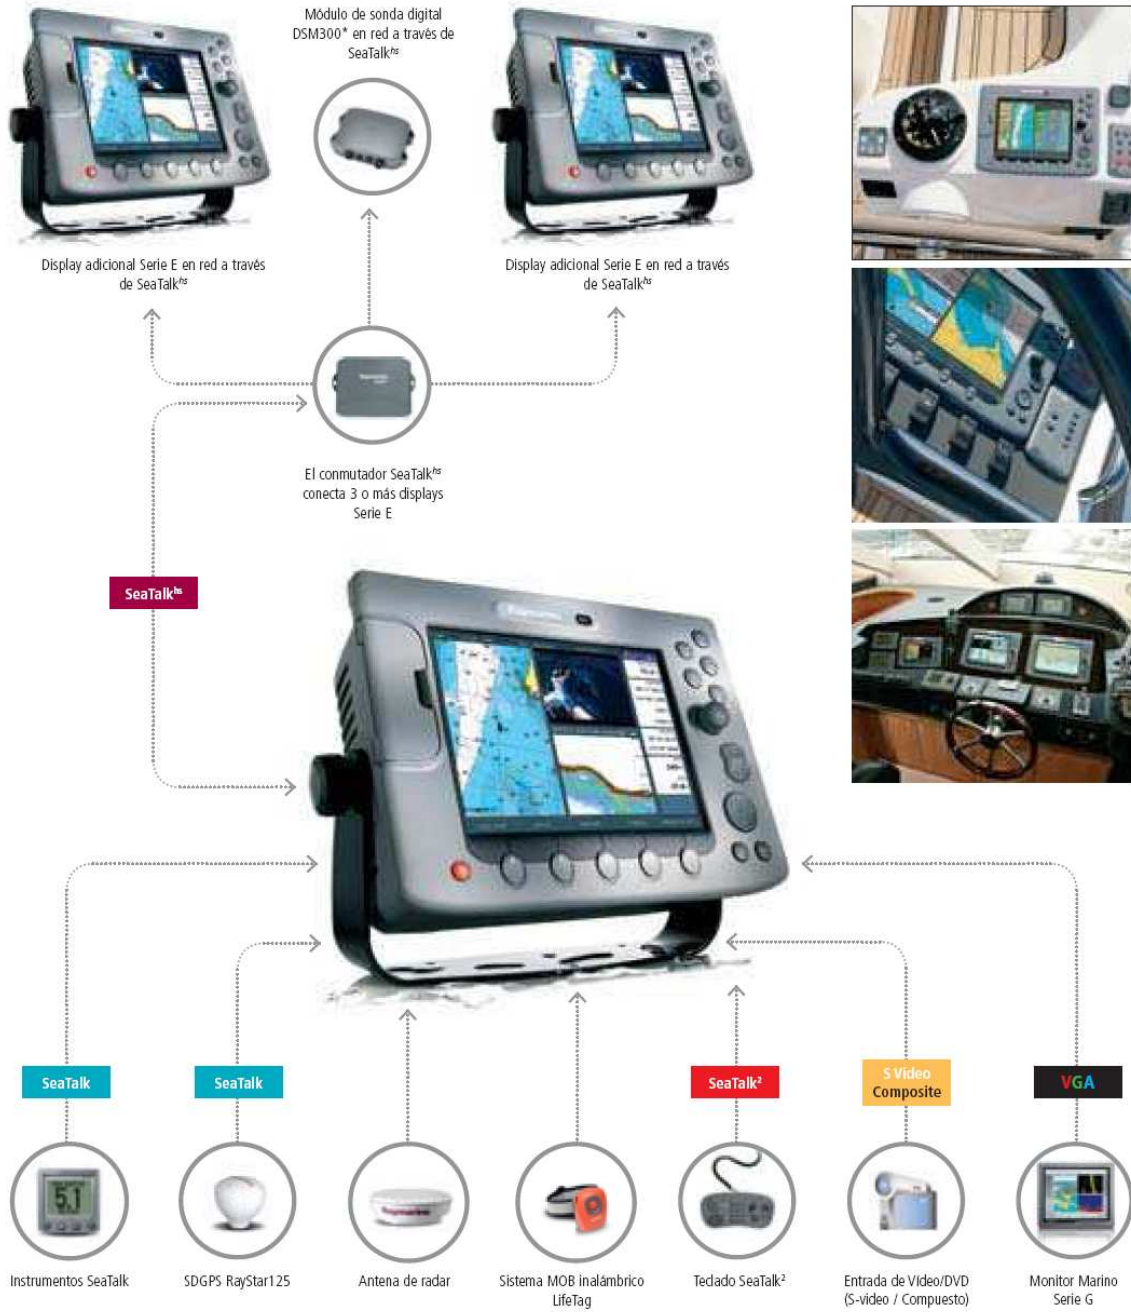 Módulo de sonda digital
DSM300* en red a través de
SeaTalkhs
Display adicional Serie E en red a través
de SeaTalkhs
Display adicional Serie E en red a través
de SeaTalkhs
El conmutador SeaTalkhs
conecta 3 o más displays
Serie E
SeaTalkhs
SeaTalk
SeaTalk
SeaTalk²
S Video
Composite
VGA
5.1
Raymarine
Instrumentos SeaTalk
SDGPS RayStar125
Antena de radar
Sistema MOB inalámbrico
LifeTag
Teclado SeaTalk²
Entrada de Vídeo/DVD
(S-video / Compuesto)
Monitor Marino
Serie G